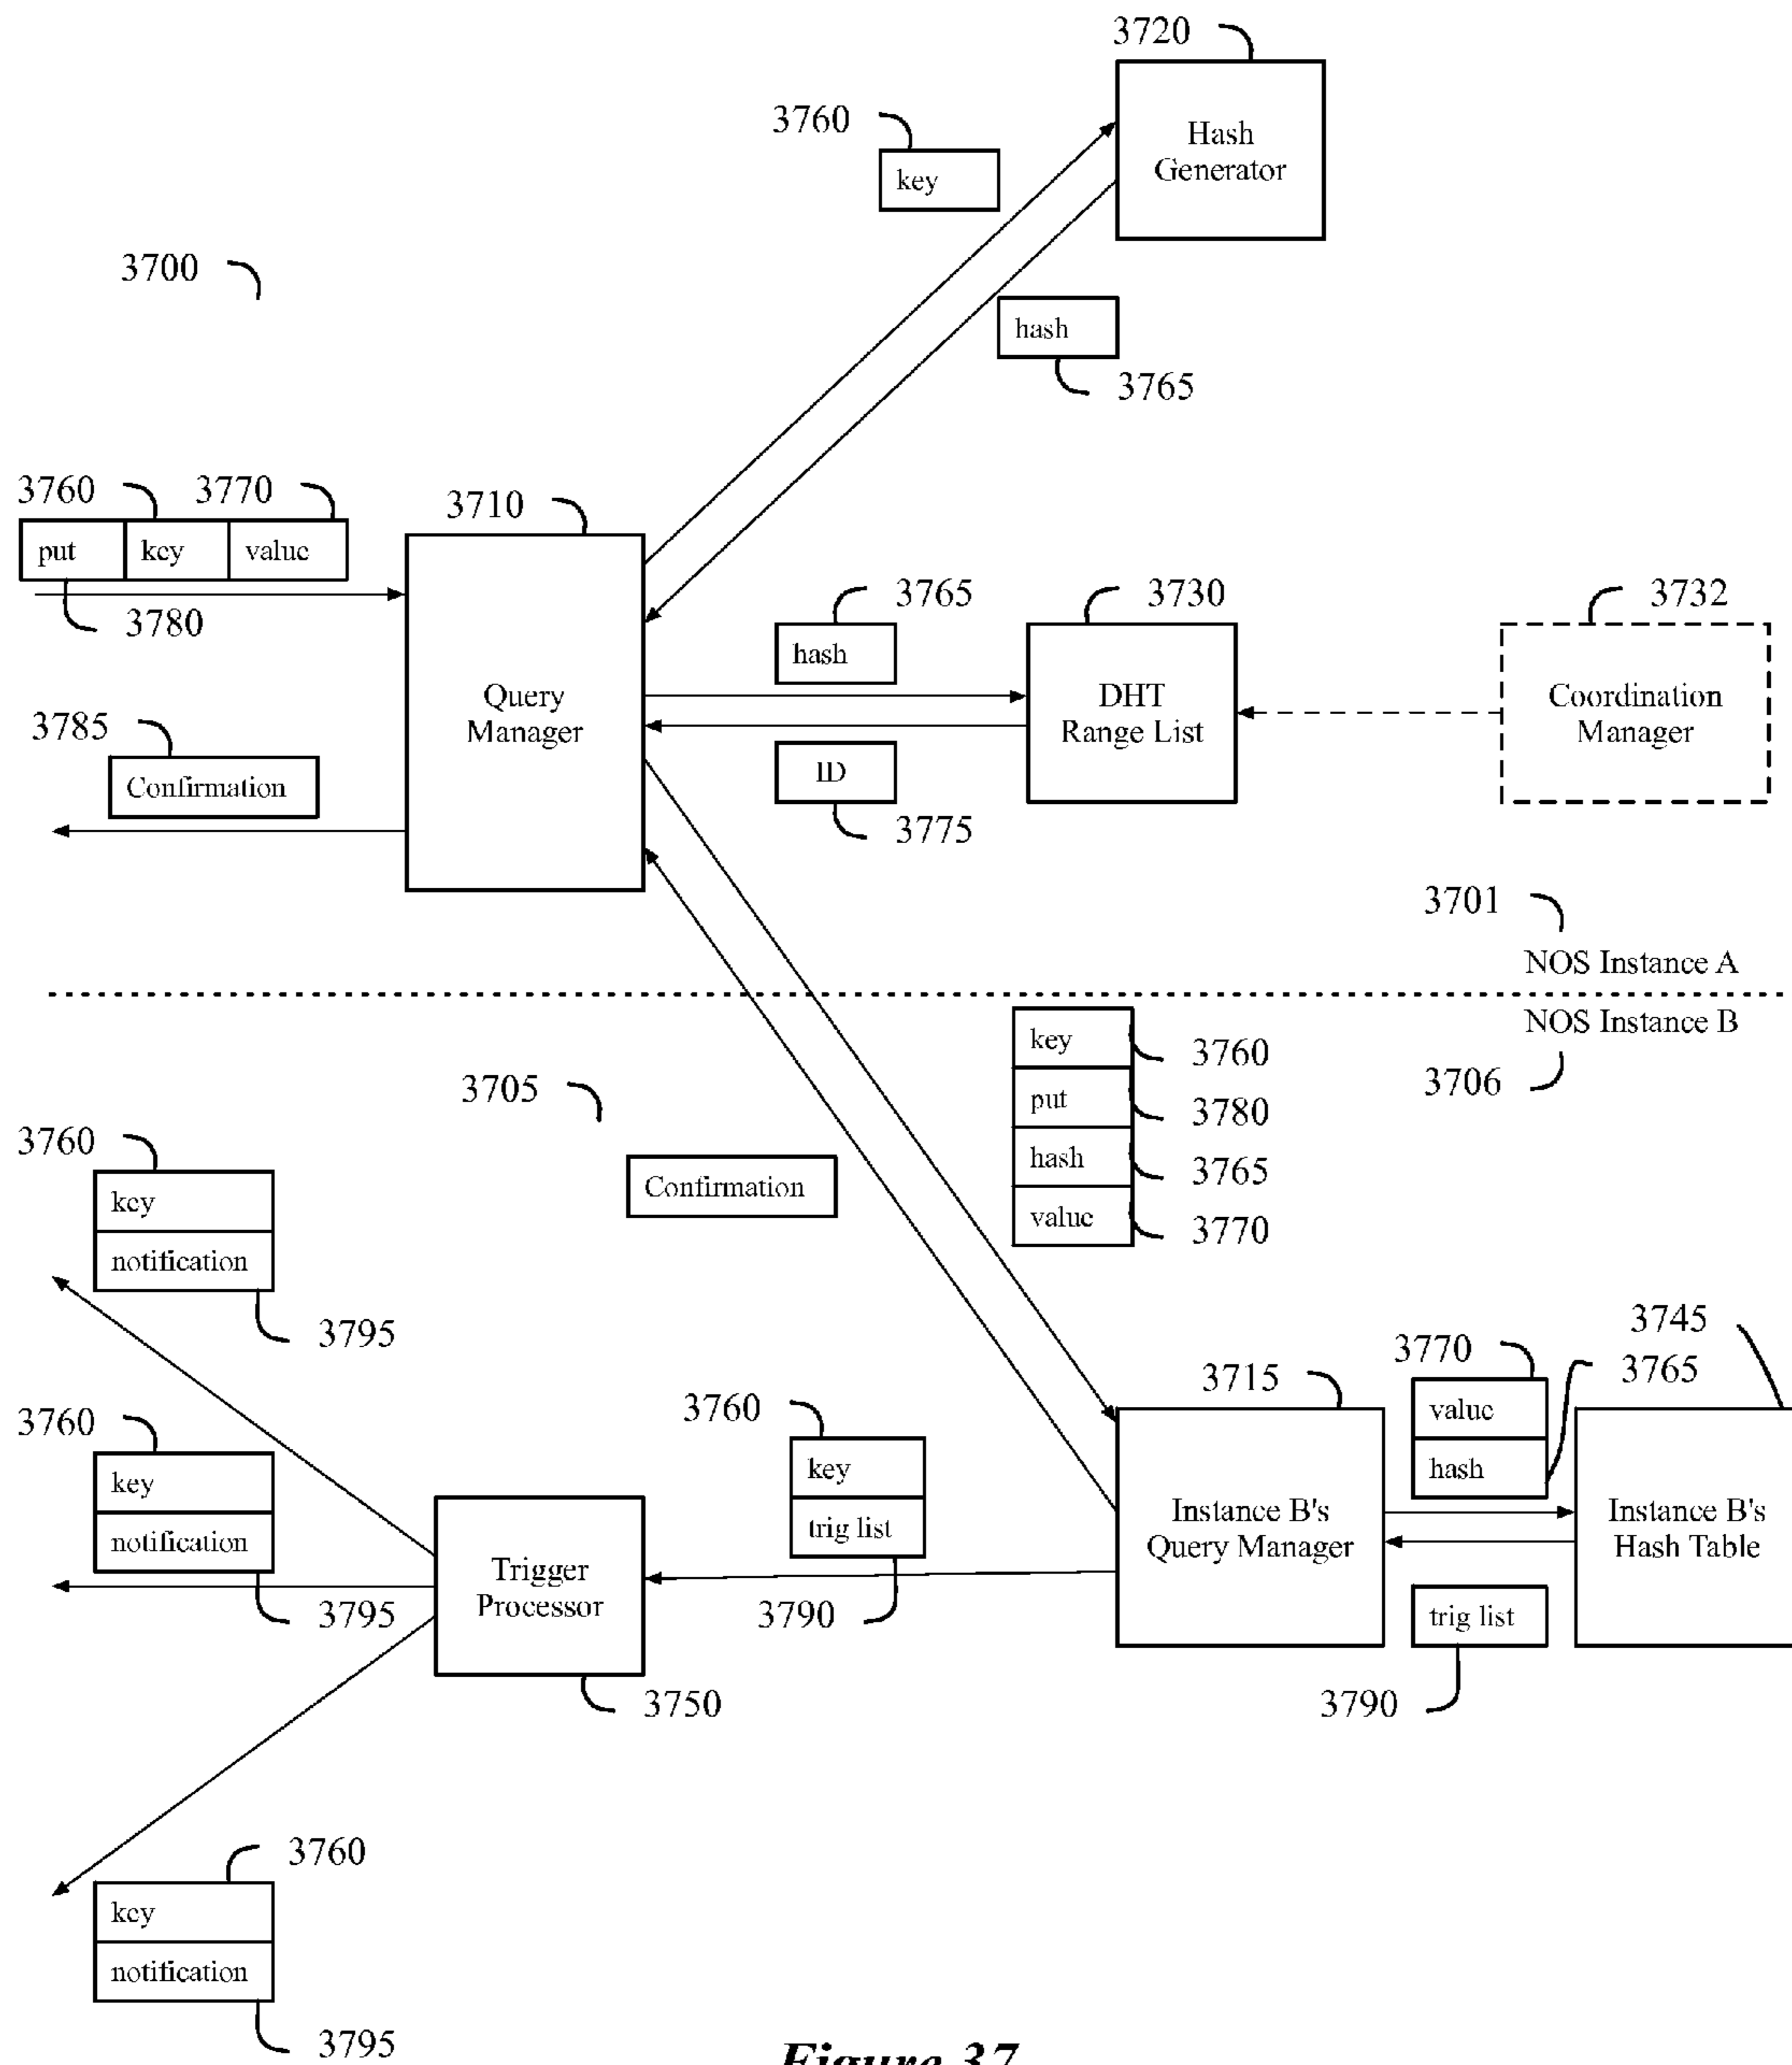 3720
3760
Hash
Generator
key
3700
hash
3765
3760
3770
3710
put
key
value
3780
3765
3730
3732
hash
Query
Manager
DHT
Range List
Coordination
Manager
3785
Confirmation
ID
3775
3701
NOS Instance A
NOS Instance B
key
3760
3706
3705
put
3780
3760
hash
3765
key
Confirmation
value
3770
notification
3795
3745
3770
3765
3715
3760
3760
value
key
key
hash
notification
trig list
Instance B's
Query Manager
Instance B's
Hash Table
Trigger
Processor
3795
3790
trig list
3750
3790
3760
key
notification
3795
Figure 37